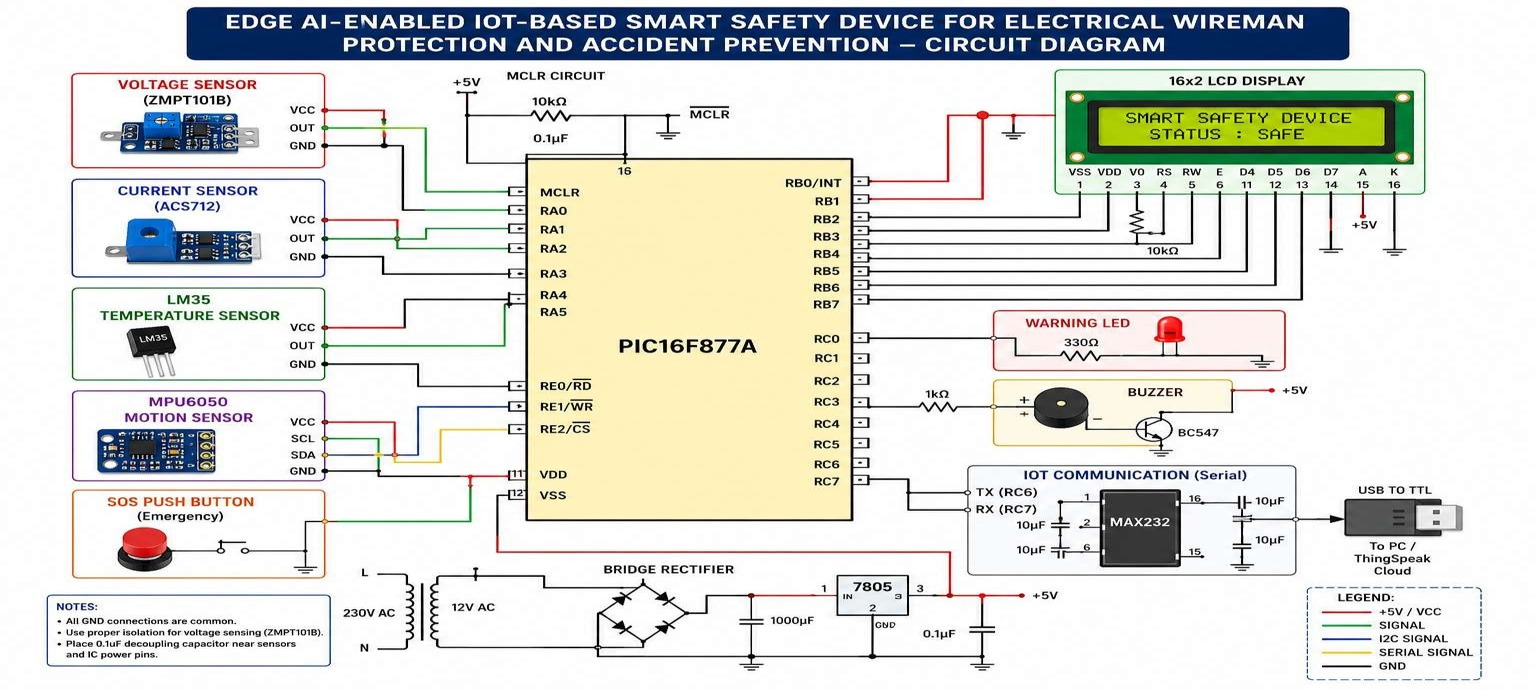 EDGE AI-ENABLED IOT-BASED SMART SAFETY DEVICE FOR ELECTRICAL WIREMAN
PROTECTION AND ACCIDENT PREVENTION – CIRCUIT DIAGRAM
VOLTAGE SENSOR
(ZMPT101B)
VCC
OUT
GND
CURRENT SENSOR
(ACS712)
VCC
OUT
GND
LM35
TEMPERATURE SENSOR
LM35
VCC
OUT
GND
MPU6050
MOTION SENSOR
VCC
SCL
SDA
GND
SOS PUSH BUTTON
(Emergency)
NOTES:
• All GND connections are common.
• Use proper isolation for voltage sensing (ZMPT101B).
• Place 0.1uF decoupling capacitor near sensors
and IC power pins.
+5V
MCLR CIRCUIT
10kΩ
MCLR
0.1µF
16
MCLR
RA0
RA1
RA2
RA3
RA4
RA5
RE0/RD
RE1/WR
RE2/CS
11
VDD
12
VSS
PIC16F877A
RB0/INT
RB1
RB2
RB3
RB4
RB5
RB6
RB7
RC0
RC1
RC2
RC3
RC4
RC5
RC6
RC7
16x2 LCD DISPLAY
SMART SAFETY DEVICE
STATUS : SAFE
VSS VDD V0 RS RW E D4 D5 D6 D7 A K
1 2 3 4 5 6 11 12 13 14 15 16
+5V
10kΩ
WARNING LED
330Ω
1kΩ
BUZZER
+
+
−
+5V
BC547
IOT COMMUNICATION (Serial)
TX (RC6)
RX (RC7)
1
2
6
10µF
10µF
MAX232
16
15
10µF
10µF
USB TO TTL
To PC /
ThingSpeak
Cloud
L
230V AC
N
12V AC
BRIDGE RECTIFIER
1000µF
1
7805
IN
3
2
GND
3
0.1µF
+5V
LEGEND:
+5V / VCC
SIGNAL
I2C SIGNAL
SERIAL SIGNAL
GND